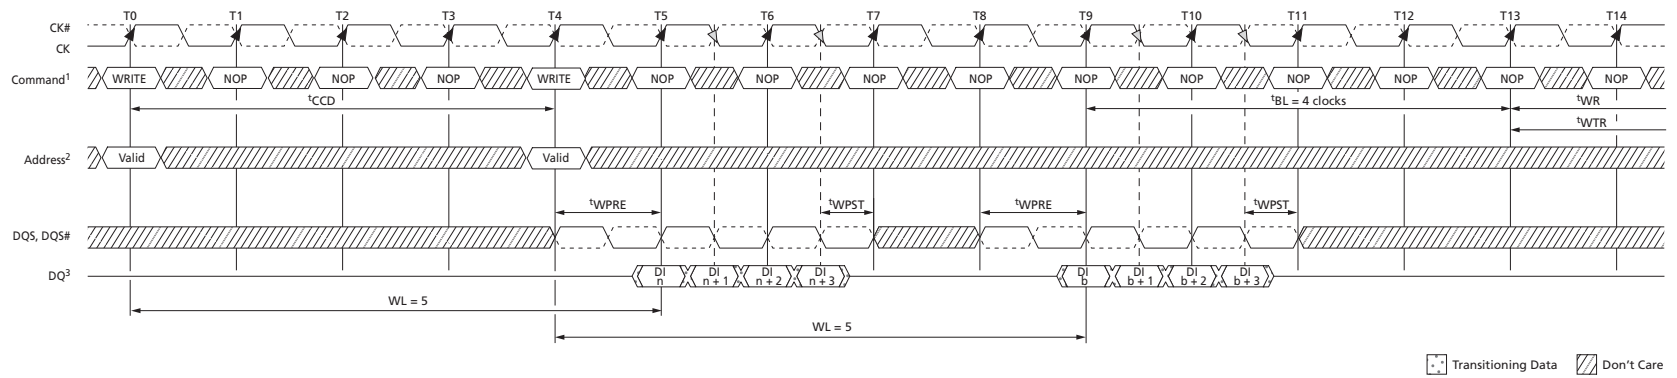 T0 T1 T2 T3 T4 T5 T6 T7 T8 T9 T10 T11 T12 T13 T14
CK#
CK
Command1 WRITE NOP NOP NOP WRITE NOP NOP NOP NOP NOP NOP NOP NOP NOP NOP
tCCD tBL = 4 clocks tWR
tWTR
Address2 Valid Valid
tWPRE tWPST tWPRE tWPST
DQS, DQS#
DQ3 DI n DI n + 1 DI n + 2 DI n + 3 DI b DI b + 1 DI b + 2 DI b + 3
WL = 5
WL = 5
Transitioning Data Don't Care